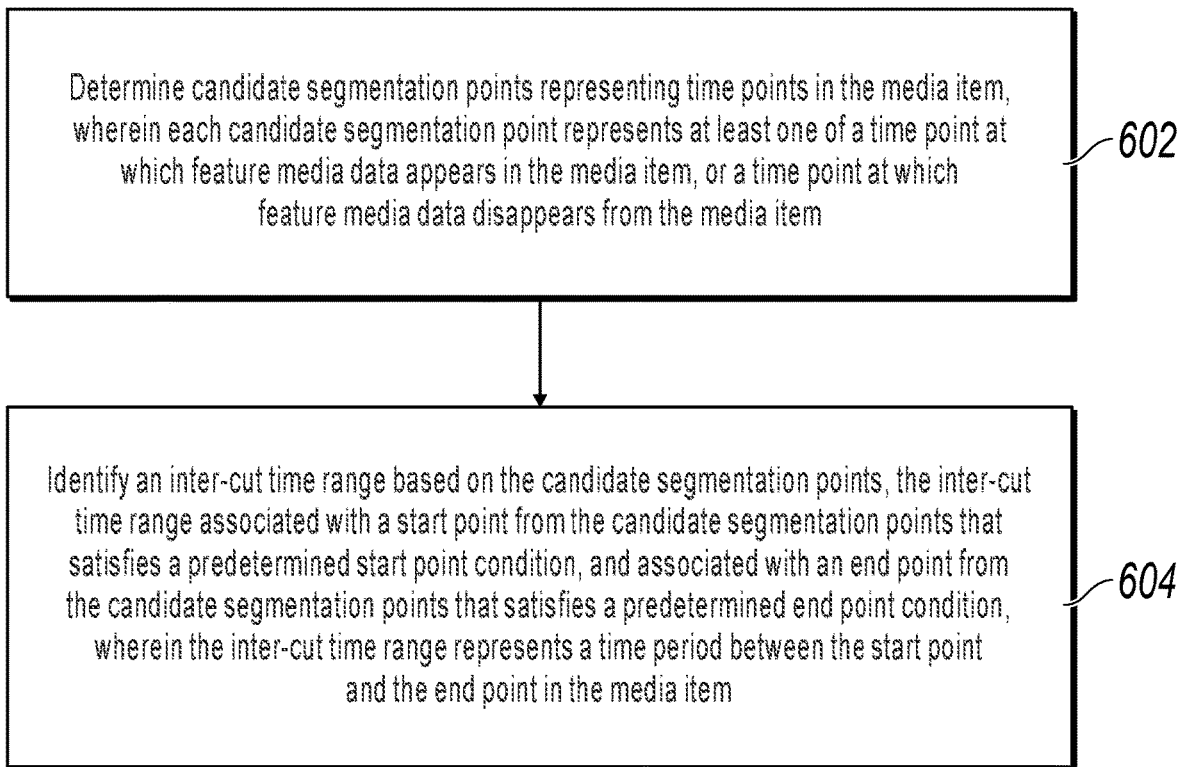 Determine candidate segmentation points representing time points in the media item,
wherein each candidate segmentation point represents at least one of a time point at
which feature media data appears in the media item, or a time point at which
feature media data disappears from the media item
602
Identify an inter-cut time range based on the candidate segmentation points, the inter-cut
time range associated with a start point from the candidate segmentation points that
satisfies a predetermined start point condition, and associated with an end point from
the candidate segmentation points that satisfies a predetermined end point condition,
wherein the inter-cut time range represents a time period between the start point
and the end point in the media item
604